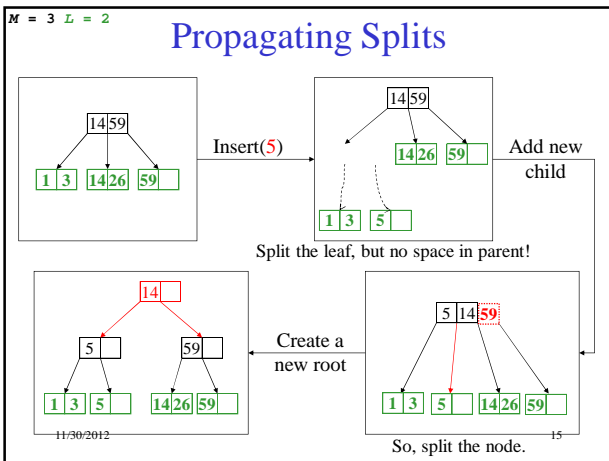 M = 3 L = 2
Propagating Splits
14 59
1 3 14 26 59
Insert(5)
14 59
14 26 59
1 3 5
Split the leaf, but no space in parent!
Add new
child
5 14 59
1 3 5 14 26 59
So, split the node.
Create a
new root
14
5 59
1 3 5 14 26 59
11/30/2012
15